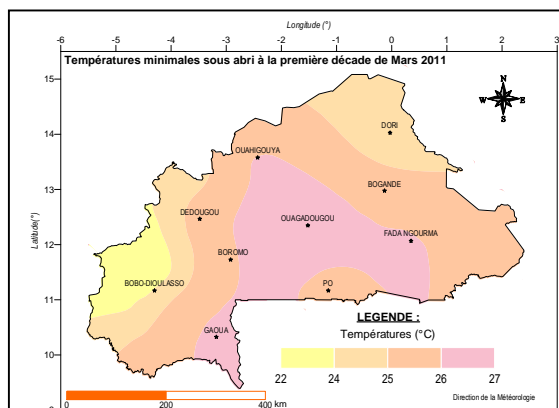 Longitude (°)
-6 -5 -4 -3 -2 -1 0 1 2 3
Températures minimales sous abri à la première décade de Mars 2011
15
N
W E
S
14
DORI
OUAHIGOUYA
13
BOGANDE
DEDOUGOU
OUAGADOUGOU
FADA NGOURMA
Latitude(°)
12
BOROMO
BOBO-DIOULASSO
PO
11
LEGENDE :
GAOUA
Températures (°C)
10
22 24 25 26 27
Direction de la Météorologie
0 200 400 km